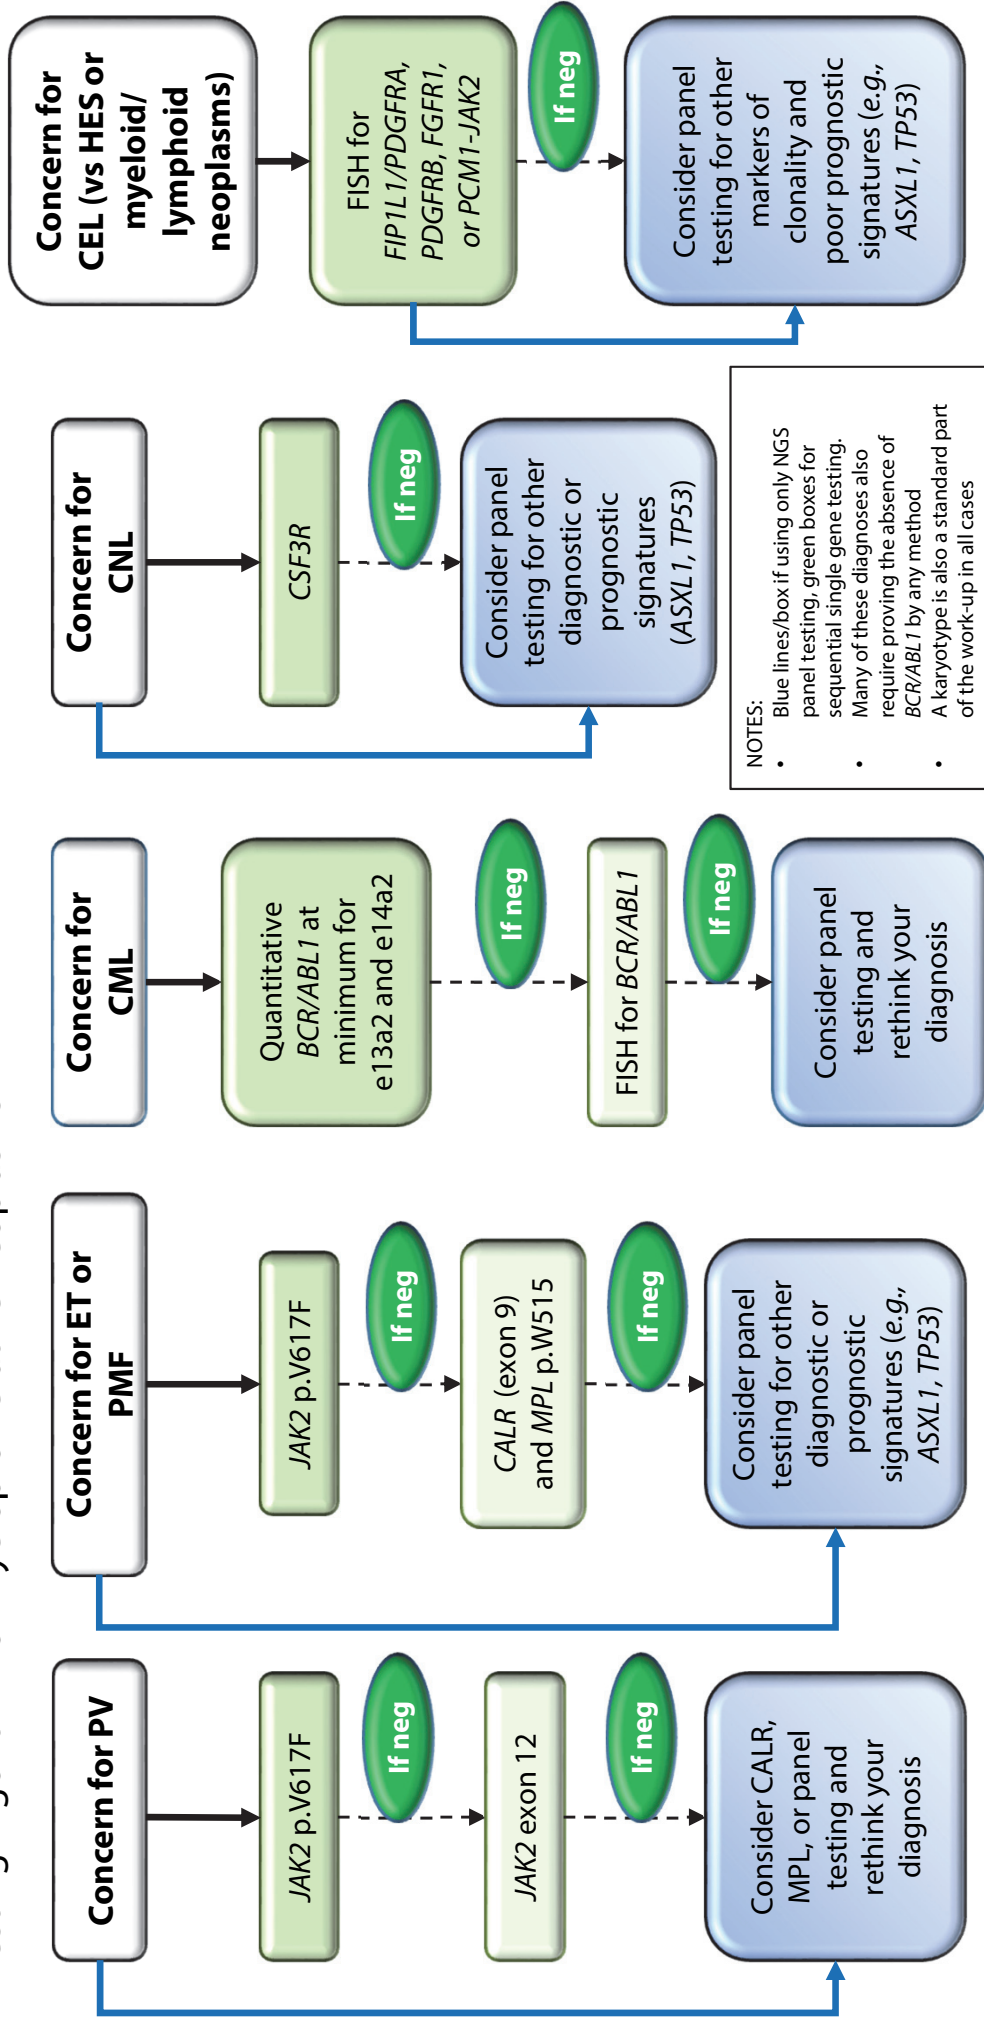 Concern for PV
JAK2 p.V617F
If neg
JAK2 exon 12
If neg
Consider CALR,
MPL, or panel
testing and
rethink your
diagnosis
Concern for ET or
PMF
JAK2 p.V617F
If neg
CALR (exon 9)
and MPL p.W515
If neg
Consider panel
testing for other
diagnostic or
prognostic
signatures (e.g.,
ASXL1, TP53)
Concern for
CML
Quantitative
BCR/ABL1 at
minimum for
e13a2 and e14a2
If neg
FISH for BCR/ABL1
If neg
Consider panel
testing and
rethink your
diagnosis
Concern for
CNL
CSF3R
If neg
Consider panel
testing for other
diagnostic or
prognostic
signatures
(ASXL1, TP53)
Concern for
CEL (vs HES or
myeloid/
lymphoid
neoplasms)
FISH for
FIP1L1/PDGFRA,
PDGFRB, FGFR1,
or PCM1-JAK2
If neg
Consider panel
testing for other
markers of
clonality and
poor prognostic
signatures (e.g.,
ASXL1, TP53)
NOTES:
• Blue lines/box if using only NGS
panel testing, green boxes for
sequential single gene testing.
• Many of these diagnoses also
require proving the absence of
BCR/ABL1 by any method
• A karyotype is also a standard part
of the work-up in all cases